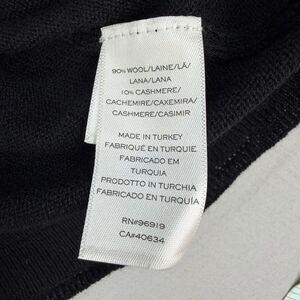 90% WOOL/LAINE/LÃ/
LANA/LANA
10% CASHMERE/
CACHEMIRE/CAXEMIRA/
CASHMERE/CASIMIR
MADE IN TURKEY
FABRIQUÉ EN TURQUIE
FABRICADO EM
TURQUIA
PRODOTTO IN TURCHIA
FABRICADO EN
TURQUÍA
RN#96919
CA#40634